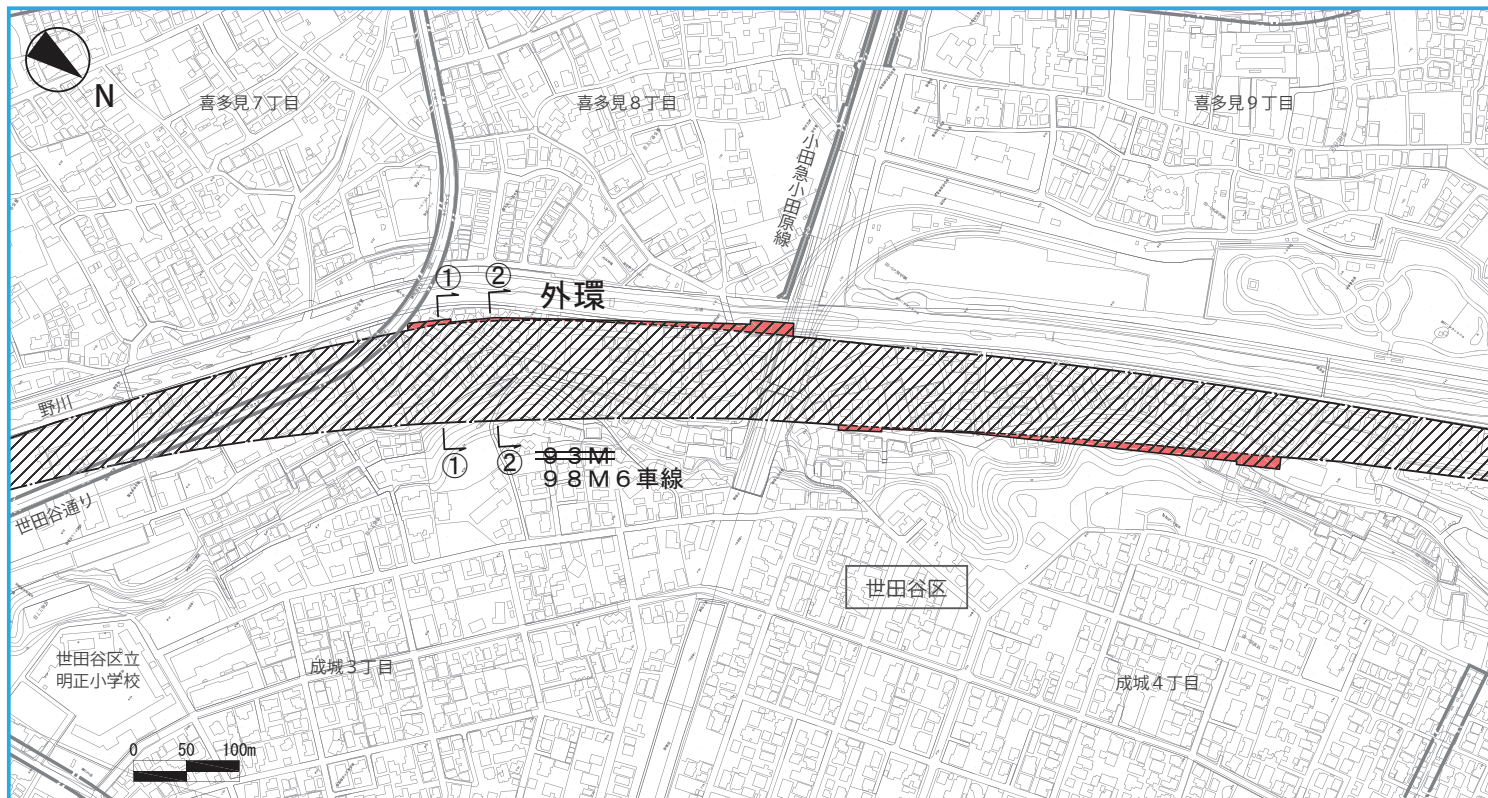 N
喜多見7丁目
喜多見8丁目
喜多見9丁目
小田急小田原線
①
②
外環
野川
①
②
９３Ｍ
９８Ｍ６車線
世田谷通り
世田谷区
世田谷区立
明正小学校
成城3丁目
成城4丁目
0 50 100m